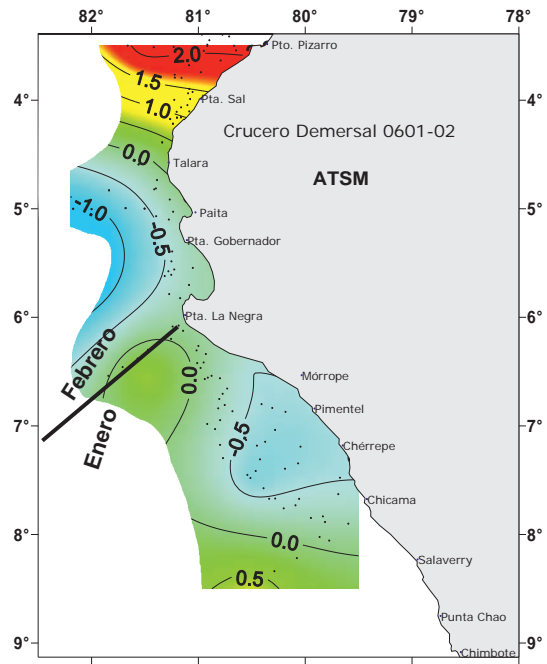 82° 81° 80° 79° 78°
Pto. Pizarro
2.0
1.5
4°
Pta. Sal
1.0
Crucero Demersal 0601-02
0.0
Talara
ATSM
5°
-1.0
Paita
-0.5
Pta. Gobernador
6°
Pta. La Negra
Febrero
0.0
Mórrope
Pimentel
7°
Enero
-0.5
Chérrepe
Chicama
8°
0.0
Salaverry
0.5
Punta Chao
9°
Chimbote
4°
5°
6°
7°
8°
9°